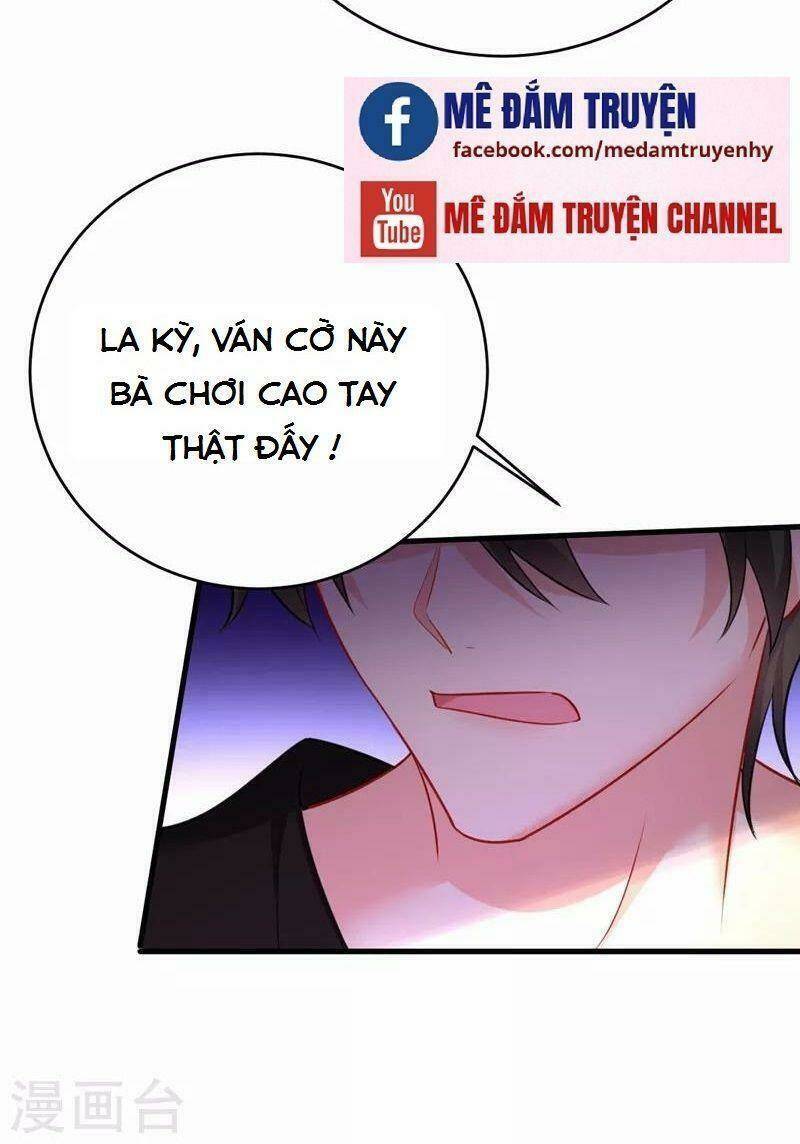 MÊ ĐẮM TRUYỆN
facebook.com/medamtruyenhy
You
Tube
MÊ ĐẮM TRUYỆN CHANNEL
LA KỲ, VÁN CỜ NÀY
BÀ CHƠI CAO TAY
THẬT ĐẤY !
漫画台